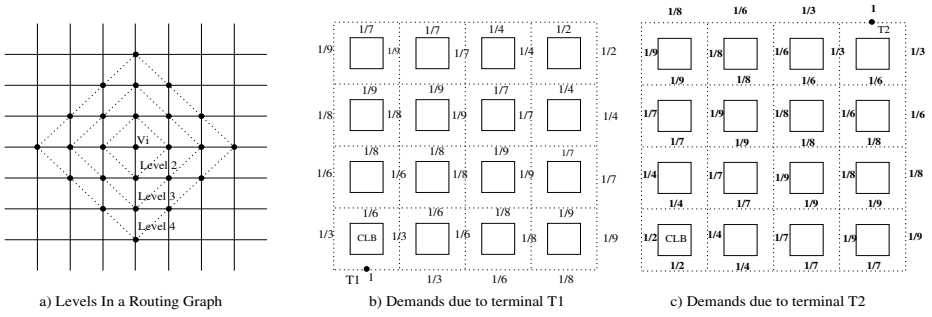 Vi
Level 2
Level 3
Level 4
a) Levels In a Routing Graph
1/7 1/7 1/4 1/2
1/9 1/9 1/7 1/4 1/2
1/9 1/9 1/7 1/4
1/8 1/8 1/9 1/7 1/4
1/8 1/8 1/9 1/7
1/6 1/6 1/8 1/9 1/7
1/6 1/6 1/8 1/9
1/3 CLB 1/3 1/6 1/8 1/9
T1 1 1/3 1/6 1/8
b) Demands due to terminal T1
1/8 1/6 1/3 1
T2
1/9 1/8 1/6 1/3 1/3
1/9 1/8 1/6 1/6
1/7 1/9 1/8 1/6 1/6
1/7 1/9 1/8 1/8
1/4 1/7 1/9 1/8 1/8
1/4 1/7 1/9 1/9
1/2 CLB 1/4 1/7 1/9 1/9
1/2 1/4 1/7 1/7
c) Demands due to terminal T2